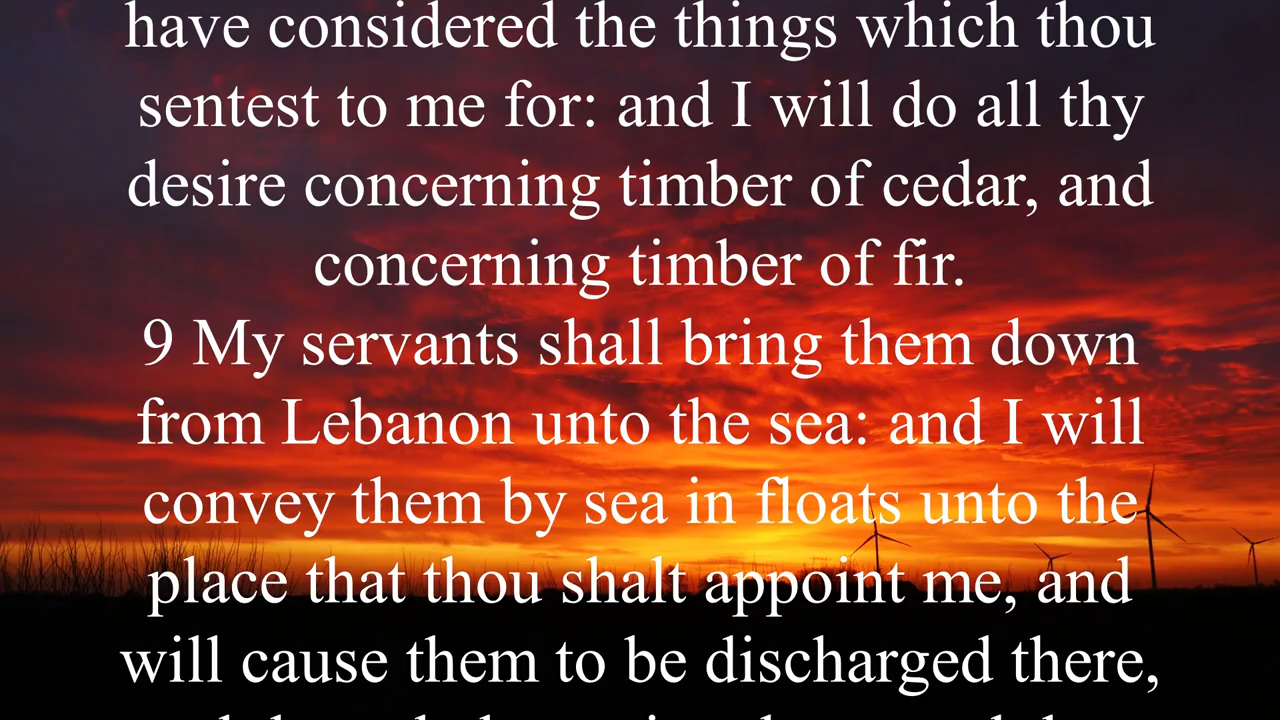 have considered the things which thou
sentest to me for: and I will do all thy
desire concerning timber of cedar, and
concerning timber of fir.
9 My servants shall bring them down
from Lebanon unto the sea: and I will
convey them by sea in floats unto the
place that thou shalt appoint me, and
will cause them to be discharged there,